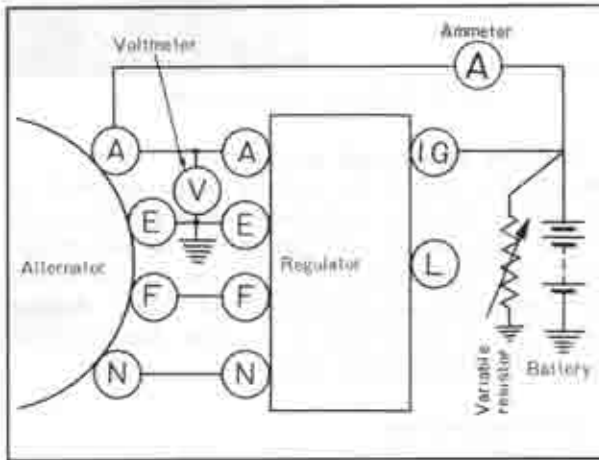 Voltmeter
Ammeter
A
A
A
IG
V
E
E
Alternator
Regulator
L
F
F
N
N
Variable
resistor
Battery